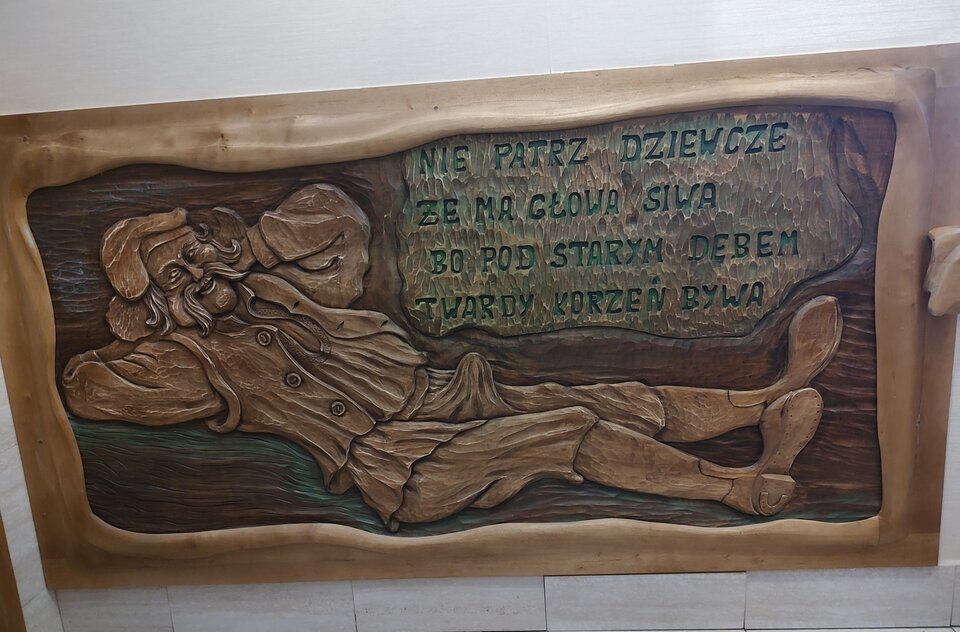 NIE PATRZ DZIEWCZE
ŻE MA GŁOWA SIWA
BO POD STARYM DĘBEM
TWARDY KORZEŃ BYWA